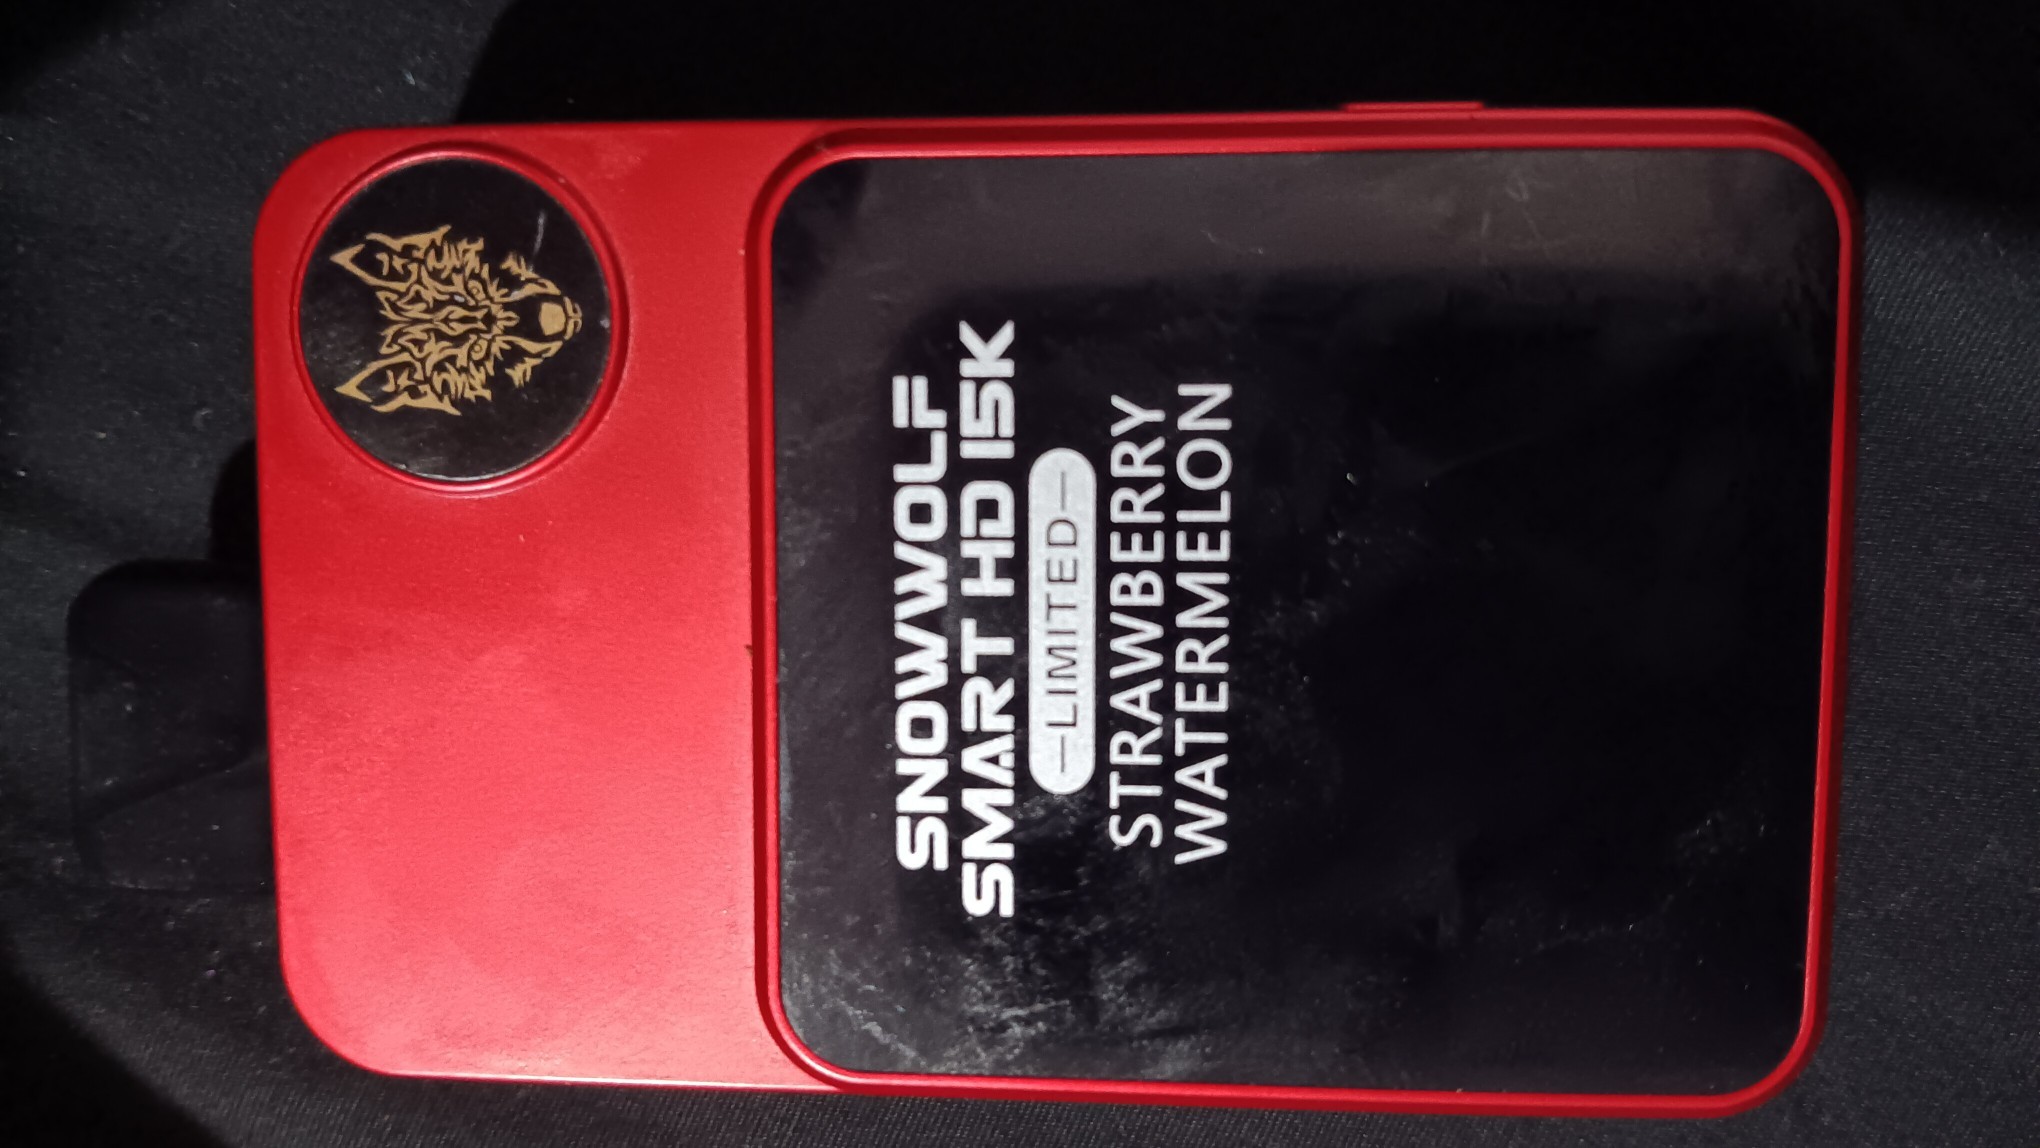 SNOWWOLF
SMART HD 15K
LIMITED
STRAWBERRY
WATERMELON